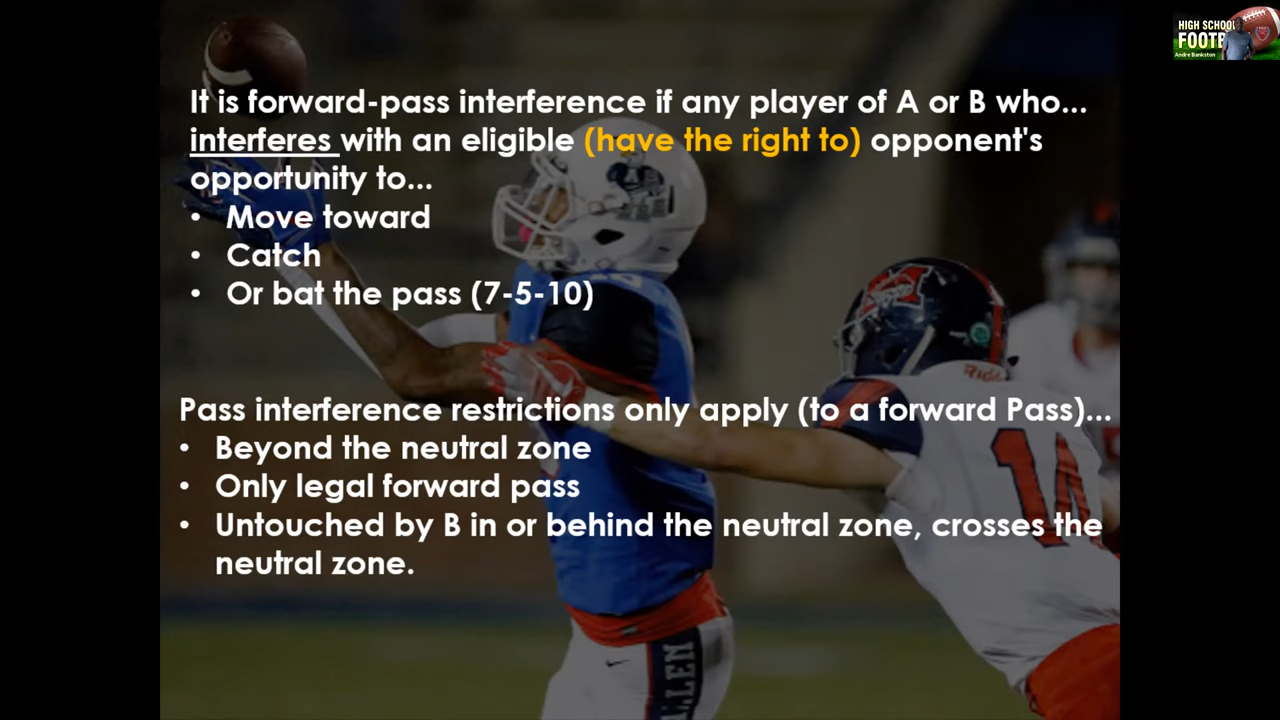 HIGH SCHOOL
Andre Bankston
It is forward-pass interference if any player of A or B who...
interferes with an eligible (have the right to) opponent's
opportunity to...
• Move toward
• Catch
• Or bat the pass (7-5-10)
Pass interference restrictions only apply (to a forward Pass)...
• Beyond the neutral zone
• Only legal forward pass
• Untouched by B in or behind the neutral zone, crosses the
neutral zone.
14